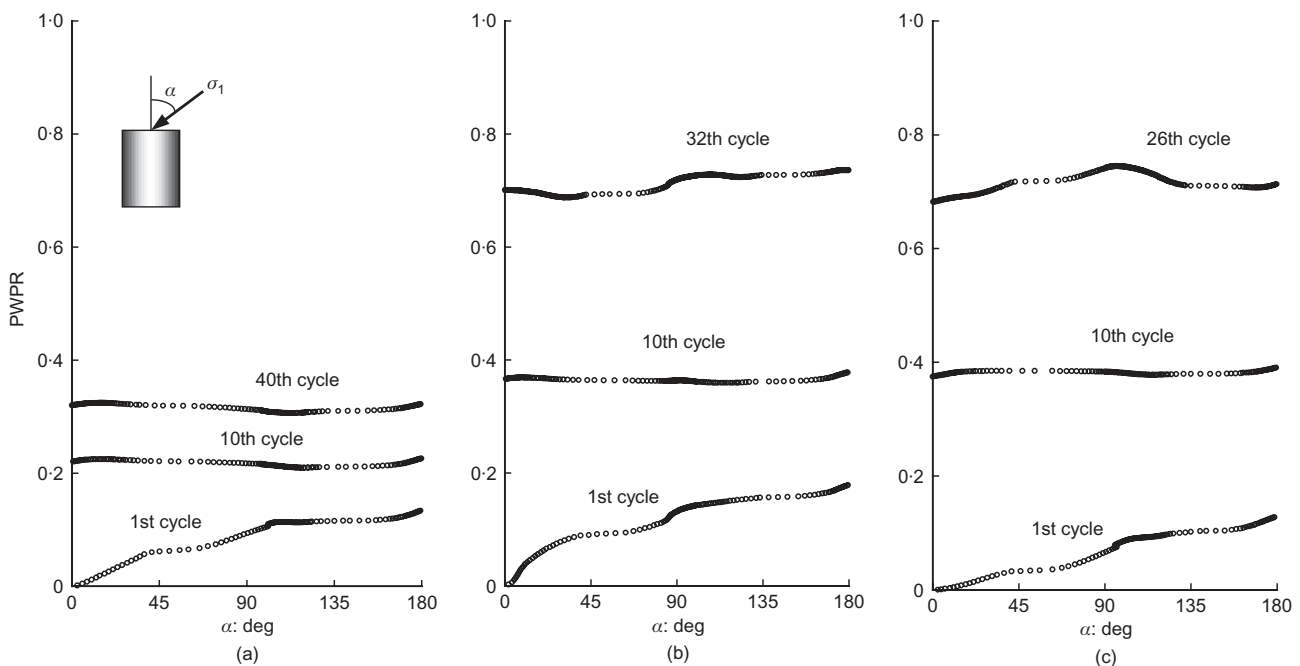 1·0
0·8
0·6
0·4
0·2
0
PWPR
α
σ1
40th cycle
10th cycle
1st cycle
0 45 90 135 180
α: deg
(a)
1·0
0·8
0·6
0·4
0·2
0
32th cycle
10th cycle
1st cycle
0 45 90 135 180
α: deg
(b)
1·0
0·8
0·6
0·4
0·2
0
26th cycle
10th cycle
1st cycle
0 45 90 135 180
α: deg
(c)